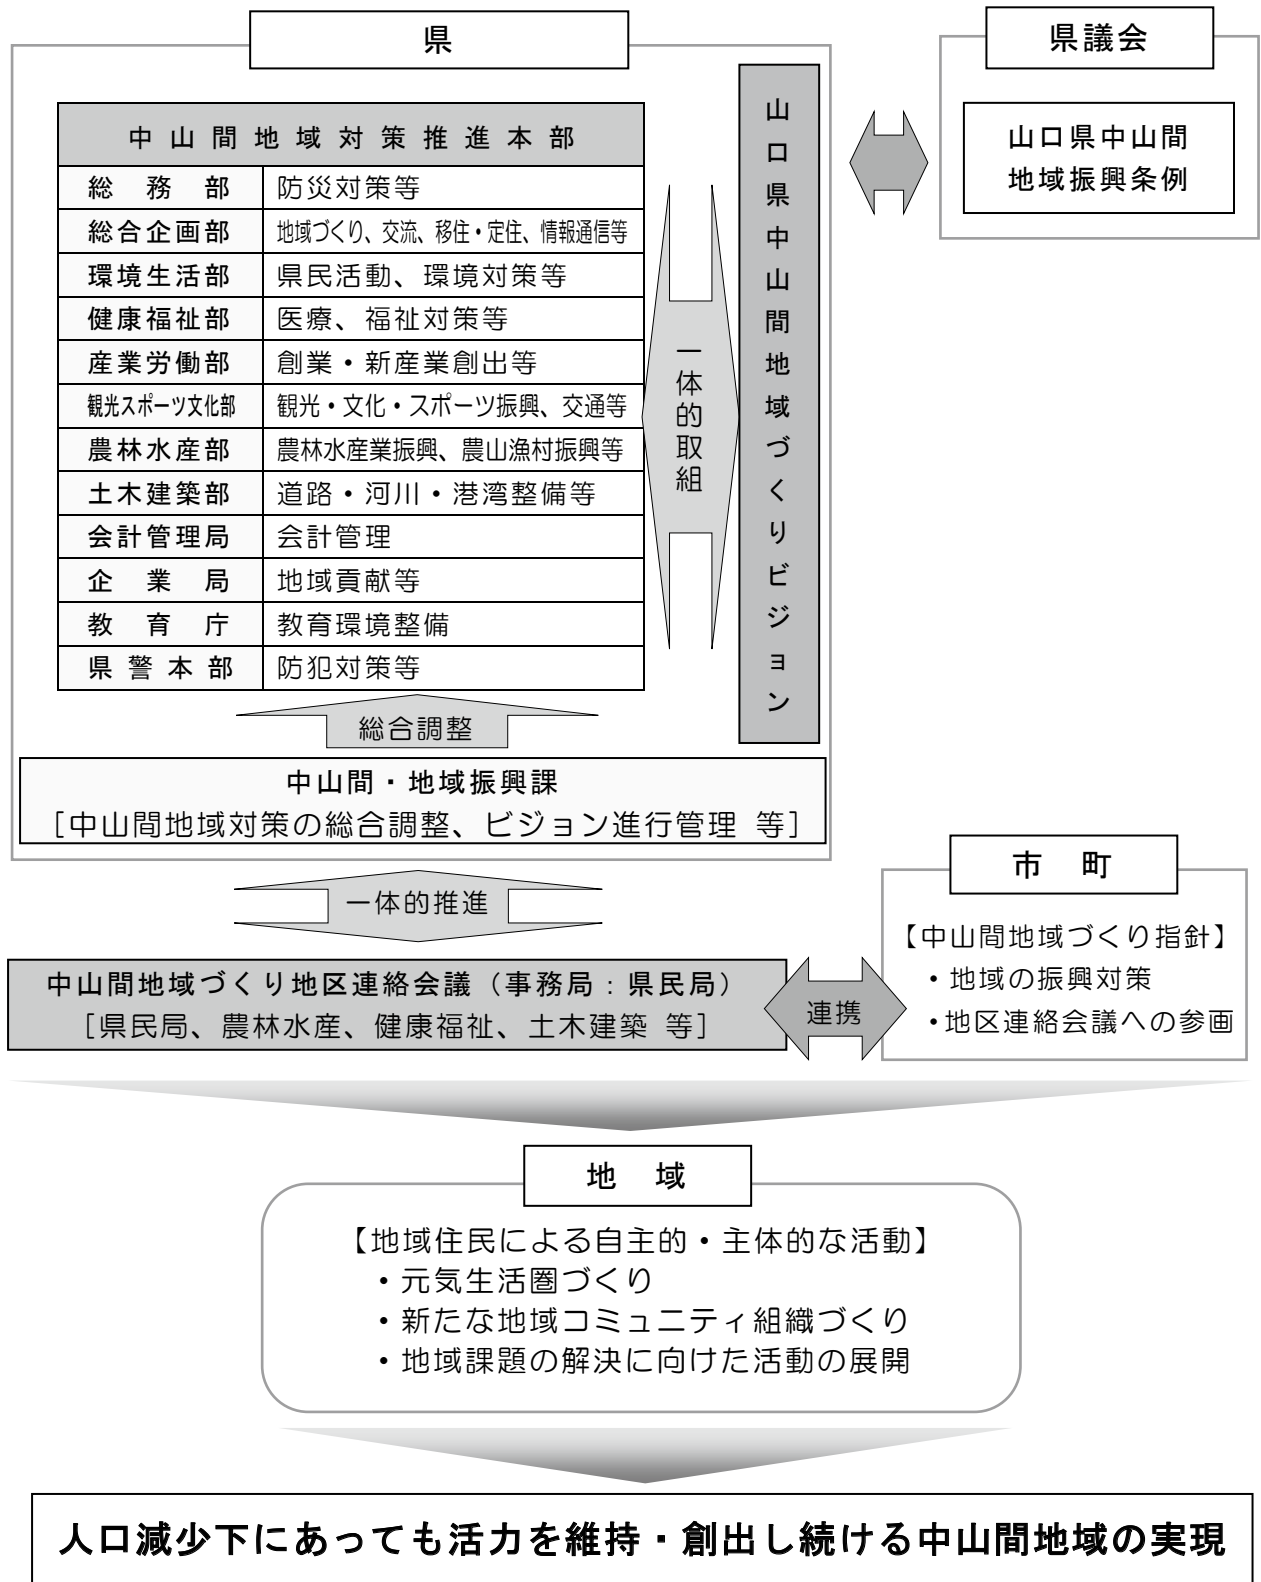 県
中山間地域対策推進本部
総務部 防災対策等
総合企画部 地域づくり、交流、移住・定住、情報通信等
環境生活部 県民活動、環境対策等
健康福祉部 医療、福祉対策等
産業労働部 創業・新産業創出等
観光スポーツ文化部 観光・文化・スポーツ振興、交通等
農林水産部 農林水産業振興、農山漁村振興等
土木建築部 道路・河川・港湾整備等
会計管理局 会計管理
企業局 地域貢献等
教育庁 教育環境整備
県警本部 防犯対策等
一体的取組
山口県中山間地域づくりビジョン
県議会
山口県中山間
地域振興条例
総合調整
中山間・地域振興課
［中山間地域対策の総合調整、ビジョン進行管理 等］
一体的推進
中山間地域づくり地区連絡会議（事務局：県民局）
［県民局、農林水産、健康福祉、土木建築 等］
連携
市 町
【中山間地域づくり指針】
・地域の振興対策
・地区連絡会議への参画
地 域
【地域住民による自主的・主体的な活動】
・元気生活圏づくり
・新たな地域コミュニティ組織づくり
・地域課題の解決に向けた活動の展開
人口減少下にあっても活力を維持・創出し続ける中山間地域の実現